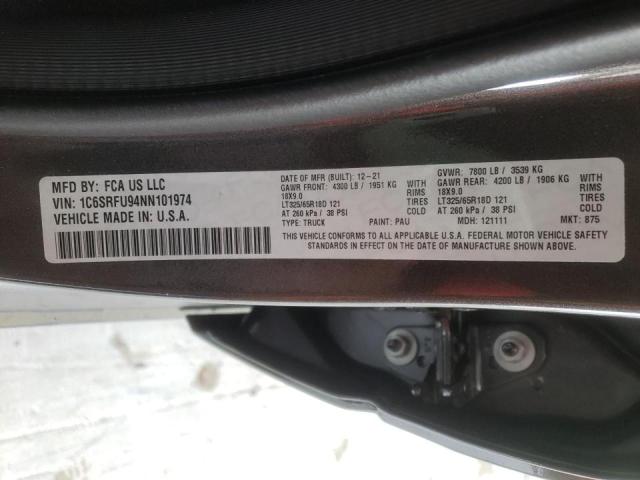 MFD BY: FCA US LLC
VIN: 1C6SRFU94NN101974
VEHICLE MADE IN: U.S.A.
DATE OF MFR (BUILT): 12-21
GAWR FRONT: 4300 LB / 1951 KG
18X9.0 RIMS
LT325/65R18D 121 TIRES
AT 260 kPa / 38 PSI COLD
TYPE: TRUCK PAINT: PAU
GVWR: 7800 LB / 3539 KG
GAWR REAR: 4200 LB / 1906 KG
18X9.0 RIMS
LT325/65R18D 121 TIRES
AT 260 kPa / 38 PSI COLD
MDH: 121111 MKT: 875
THIS VEHICLE CONFORMS TO ALL APPLICABLE U.S.A. FEDERAL MOTOR VEHICLE SAFETY
STANDARDS IN EFFECT ON THE DATE OF MANUFACTURE SHOWN ABOVE.